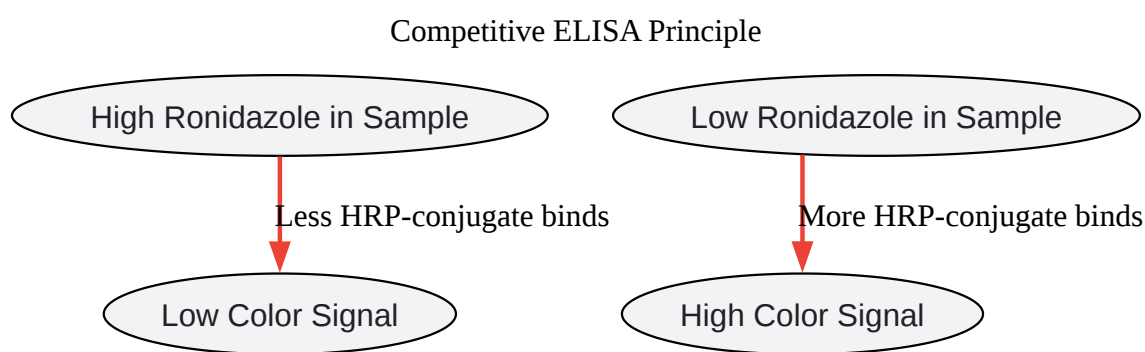 Competitive ELISA Principle
High Ronidazole in Sample
Low Ronidazole in Sample
Less HRP-conjugate binds
More HRP-conjugate binds
Low Color Signal
High Color Signal